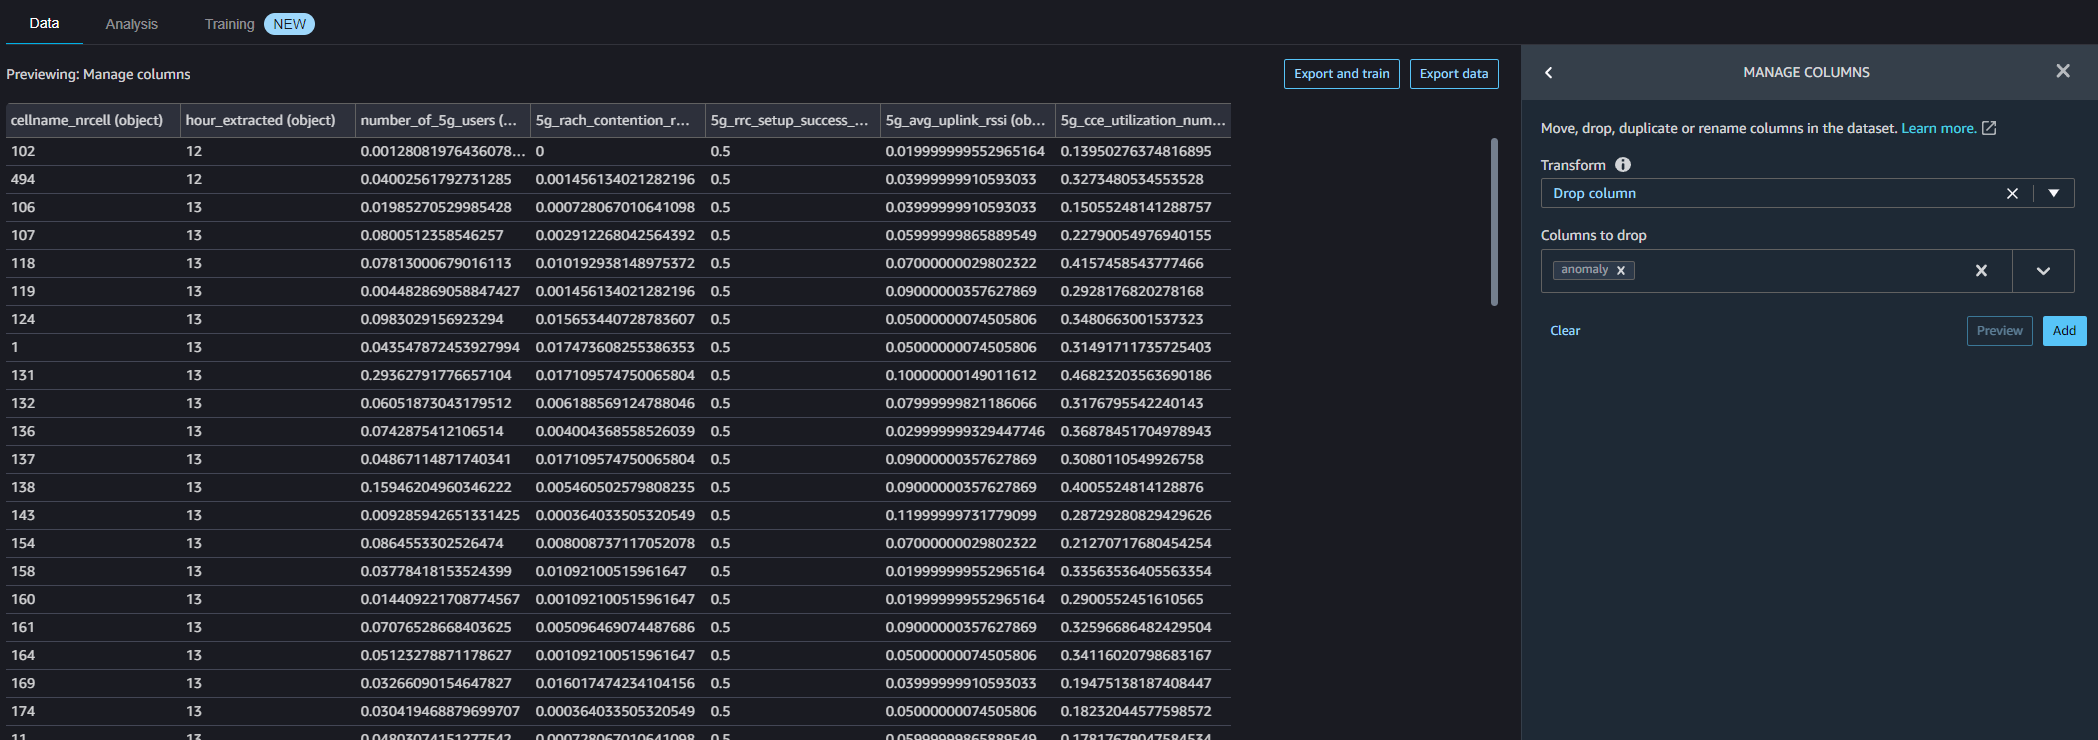 Data Analysis Training NEW
Previewing: Manage columns
Export and train Export data
cellname_nrcell (object) hour_extracted (object) number_of_5g_users (... 5g_rach_contention_r... 5g_rrc_setup_success_... 5g_avg_uplink_rssi (ob... 5g_cce_utilization_num...
102 12 0.00128081976436078... 0 0.5 0.019999999552965164 0.13950276374816895
494 12 0.04002561792731285 0.001456134021282196 0.5 0.03999999910593033 0.3273480534553528
106 13 0.01985270529985428 0.000728067010641098 0.5 0.03999999910593033 0.15055248141288757
107 13 0.0800512358546257 0.002912268042564392 0.5 0.05999999865889549 0.22790054976940155
118 13 0.07813000679016113 0.010192938148975372 0.5 0.07000000029802322 0.4157458543777466
119 13 0.004482869058847427 0.001456134021282196 0.5 0.09000000357627869 0.2928176820278168
124 13 0.0983029156923294 0.015653440728783607 0.5 0.05000000074505806 0.3480663001537323
1 13 0.043547872453927994 0.017473608255386353 0.5 0.05000000074505806 0.31491711735725403
131 13 0.29362791776657104 0.017109574750065804 0.5 0.10000000149011612 0.46823203563690186
132 13 0.06051873043179512 0.006188569124788046 0.5 0.07999999821186066 0.3176795542240143
136 13 0.0742875412106514 0.004004368558526039 0.5 0.029999999329447746 0.36878451704978943
137 13 0.04867114871740341 0.017109574750065804 0.5 0.09000000357627869 0.3080110549926758
138 13 0.15946204960346222 0.005460502579808235 0.5 0.09000000357627869 0.4005524814128876
143 13 0.009285942651331425 0.000364033505320549 0.5 0.11999999731779099 0.28729280829429626
154 13 0.0864553302526474 0.008008737117052078 0.5 0.07000000029802322 0.21270717680454254
158 13 0.03778418153524399 0.01092100515961647 0.5 0.019999999552965164 0.33563536405563354
160 13 0.014409221708774567 0.001092100515961647 0.5 0.019999999552965164 0.2900552451610565
161 13 0.07076528668403625 0.005096469074487686 0.5 0.09000000357627869 0.32596686482429504
164 13 0.05123278871178627 0.001092100515961647 0.5 0.05000000074505806 0.34116020798683167
169 13 0.03266090154647827 0.016017474234104156 0.5 0.03999999910593033 0.19475138187408447
174 13 0.030419468879699707 0.000364033505320549 0.5 0.05000000074505806 0.18232044577598572
11 13 0.04803074151277542 0.000728067010641098 0.5 0.05999999865889549 0.17817679047584534
MANAGE COLUMNS
Move, drop, duplicate or rename columns in the dataset. Learn more.
Transform
Drop column
Columns to drop
anomaly
Clear Preview Add